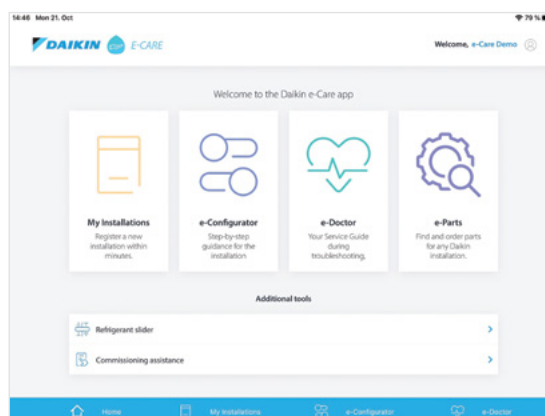 14:46 Mon 21. Oct
79 %
DAIKIN E-CARE
Welcome, e-Care Demo
Welcome to the Daikin e-Care app
My Installations
Register a new
installation within
minutes.
e-Configurator
Step-by-step
guidance for the
installation
e-Doctor
Your Service Guide
during
troubleshooting,
e-Parts
Find and order parts
for any Daikin
installation.
Additional tools
Refrigerant slider
Commissioning assistance
Home
My Installations
e-Configurator
e-Doctor